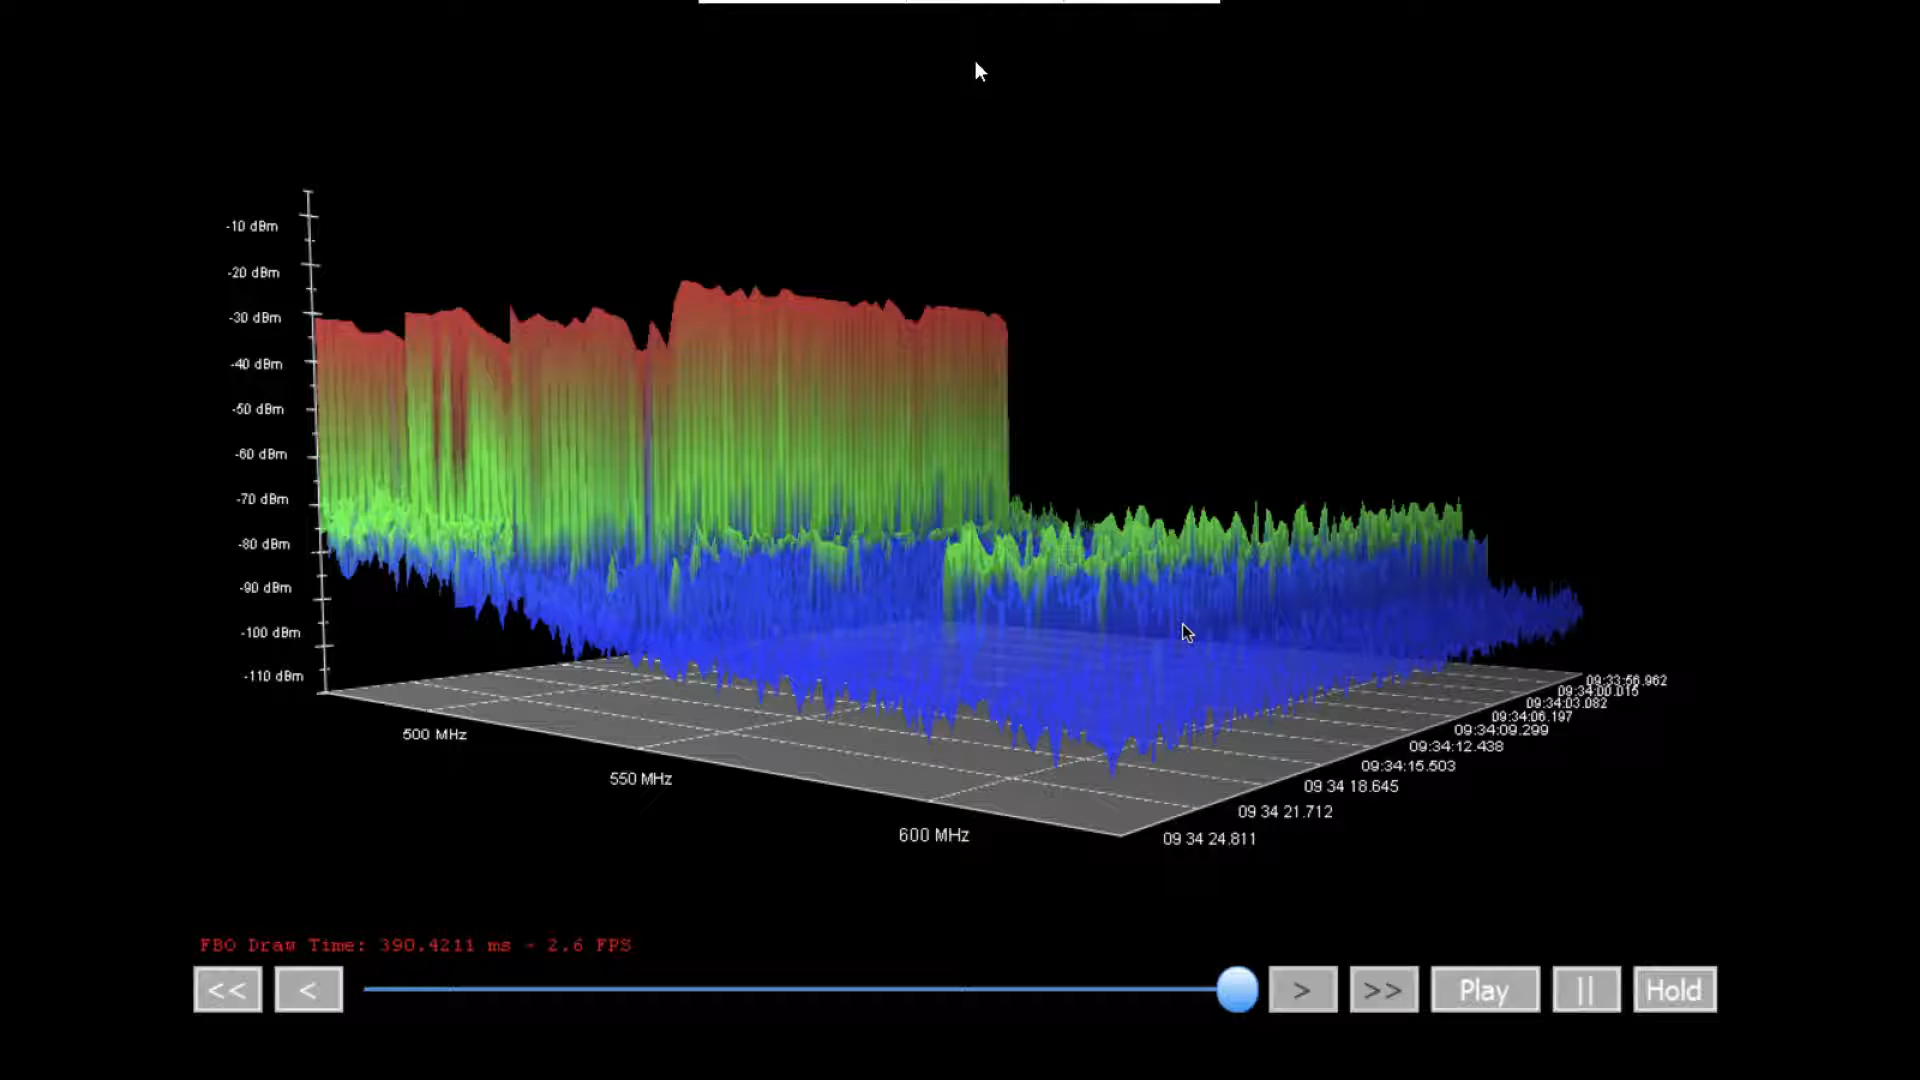 -10 dBm
-20 dBm
-30 dBm
-40 dBm
-50 dBm
-60 dBm
-70 dBm
-80 dBm
-90 dBm
-100 dBm
-110 dBm
500 MHz
550 MHz
600 MHz
09:33:56.962
09:34:00.015
09:34:03.082
09:34:06.197
09:34:09.299
09:34:12.438
09:34:15.503
09 34 18.645
09 34 21.712
09 34 24.811
FBO Draw Time: 390.4211 ms - 2.6 FPS
<< < > >> Play || Hold